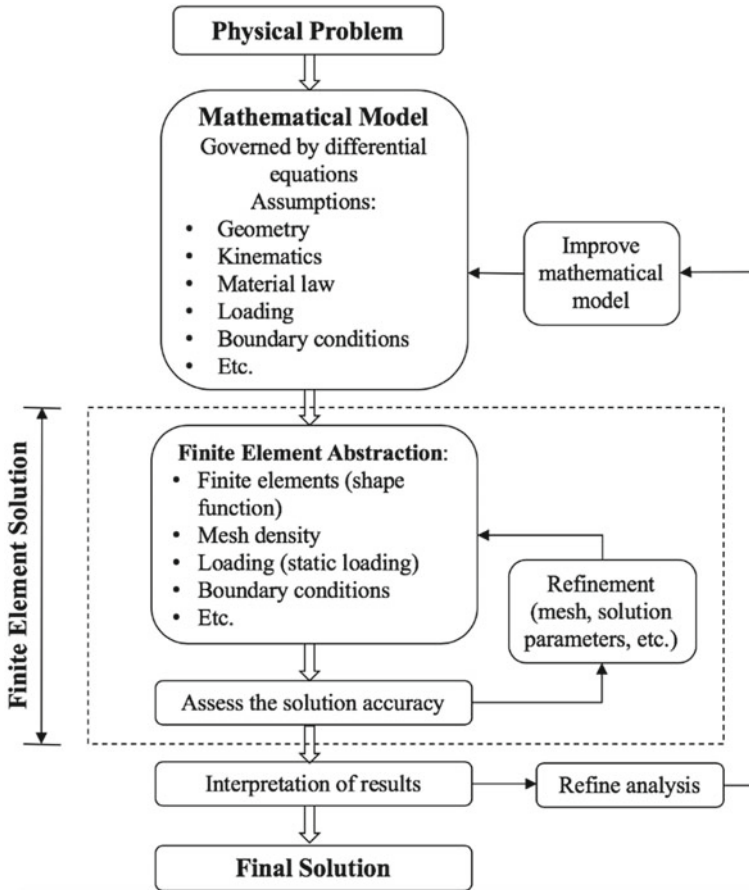 Physical Problem
Mathematical Model
Governed by differential
equations
Assumptions:
• Geometry
• Kinematics
• Material law
• Loading
• Boundary conditions
• Etc.
Improve
mathematical
model
Finite Element Solution
Finite Element Abstraction:
• Finite elements (shape
function)
• Mesh density
• Loading (static loading)
• Boundary conditions
• Etc.
Refinement
(mesh, solution
parameters, etc.)
Assess the solution accuracy
Interpretation of results
Refine analysis
Final Solution